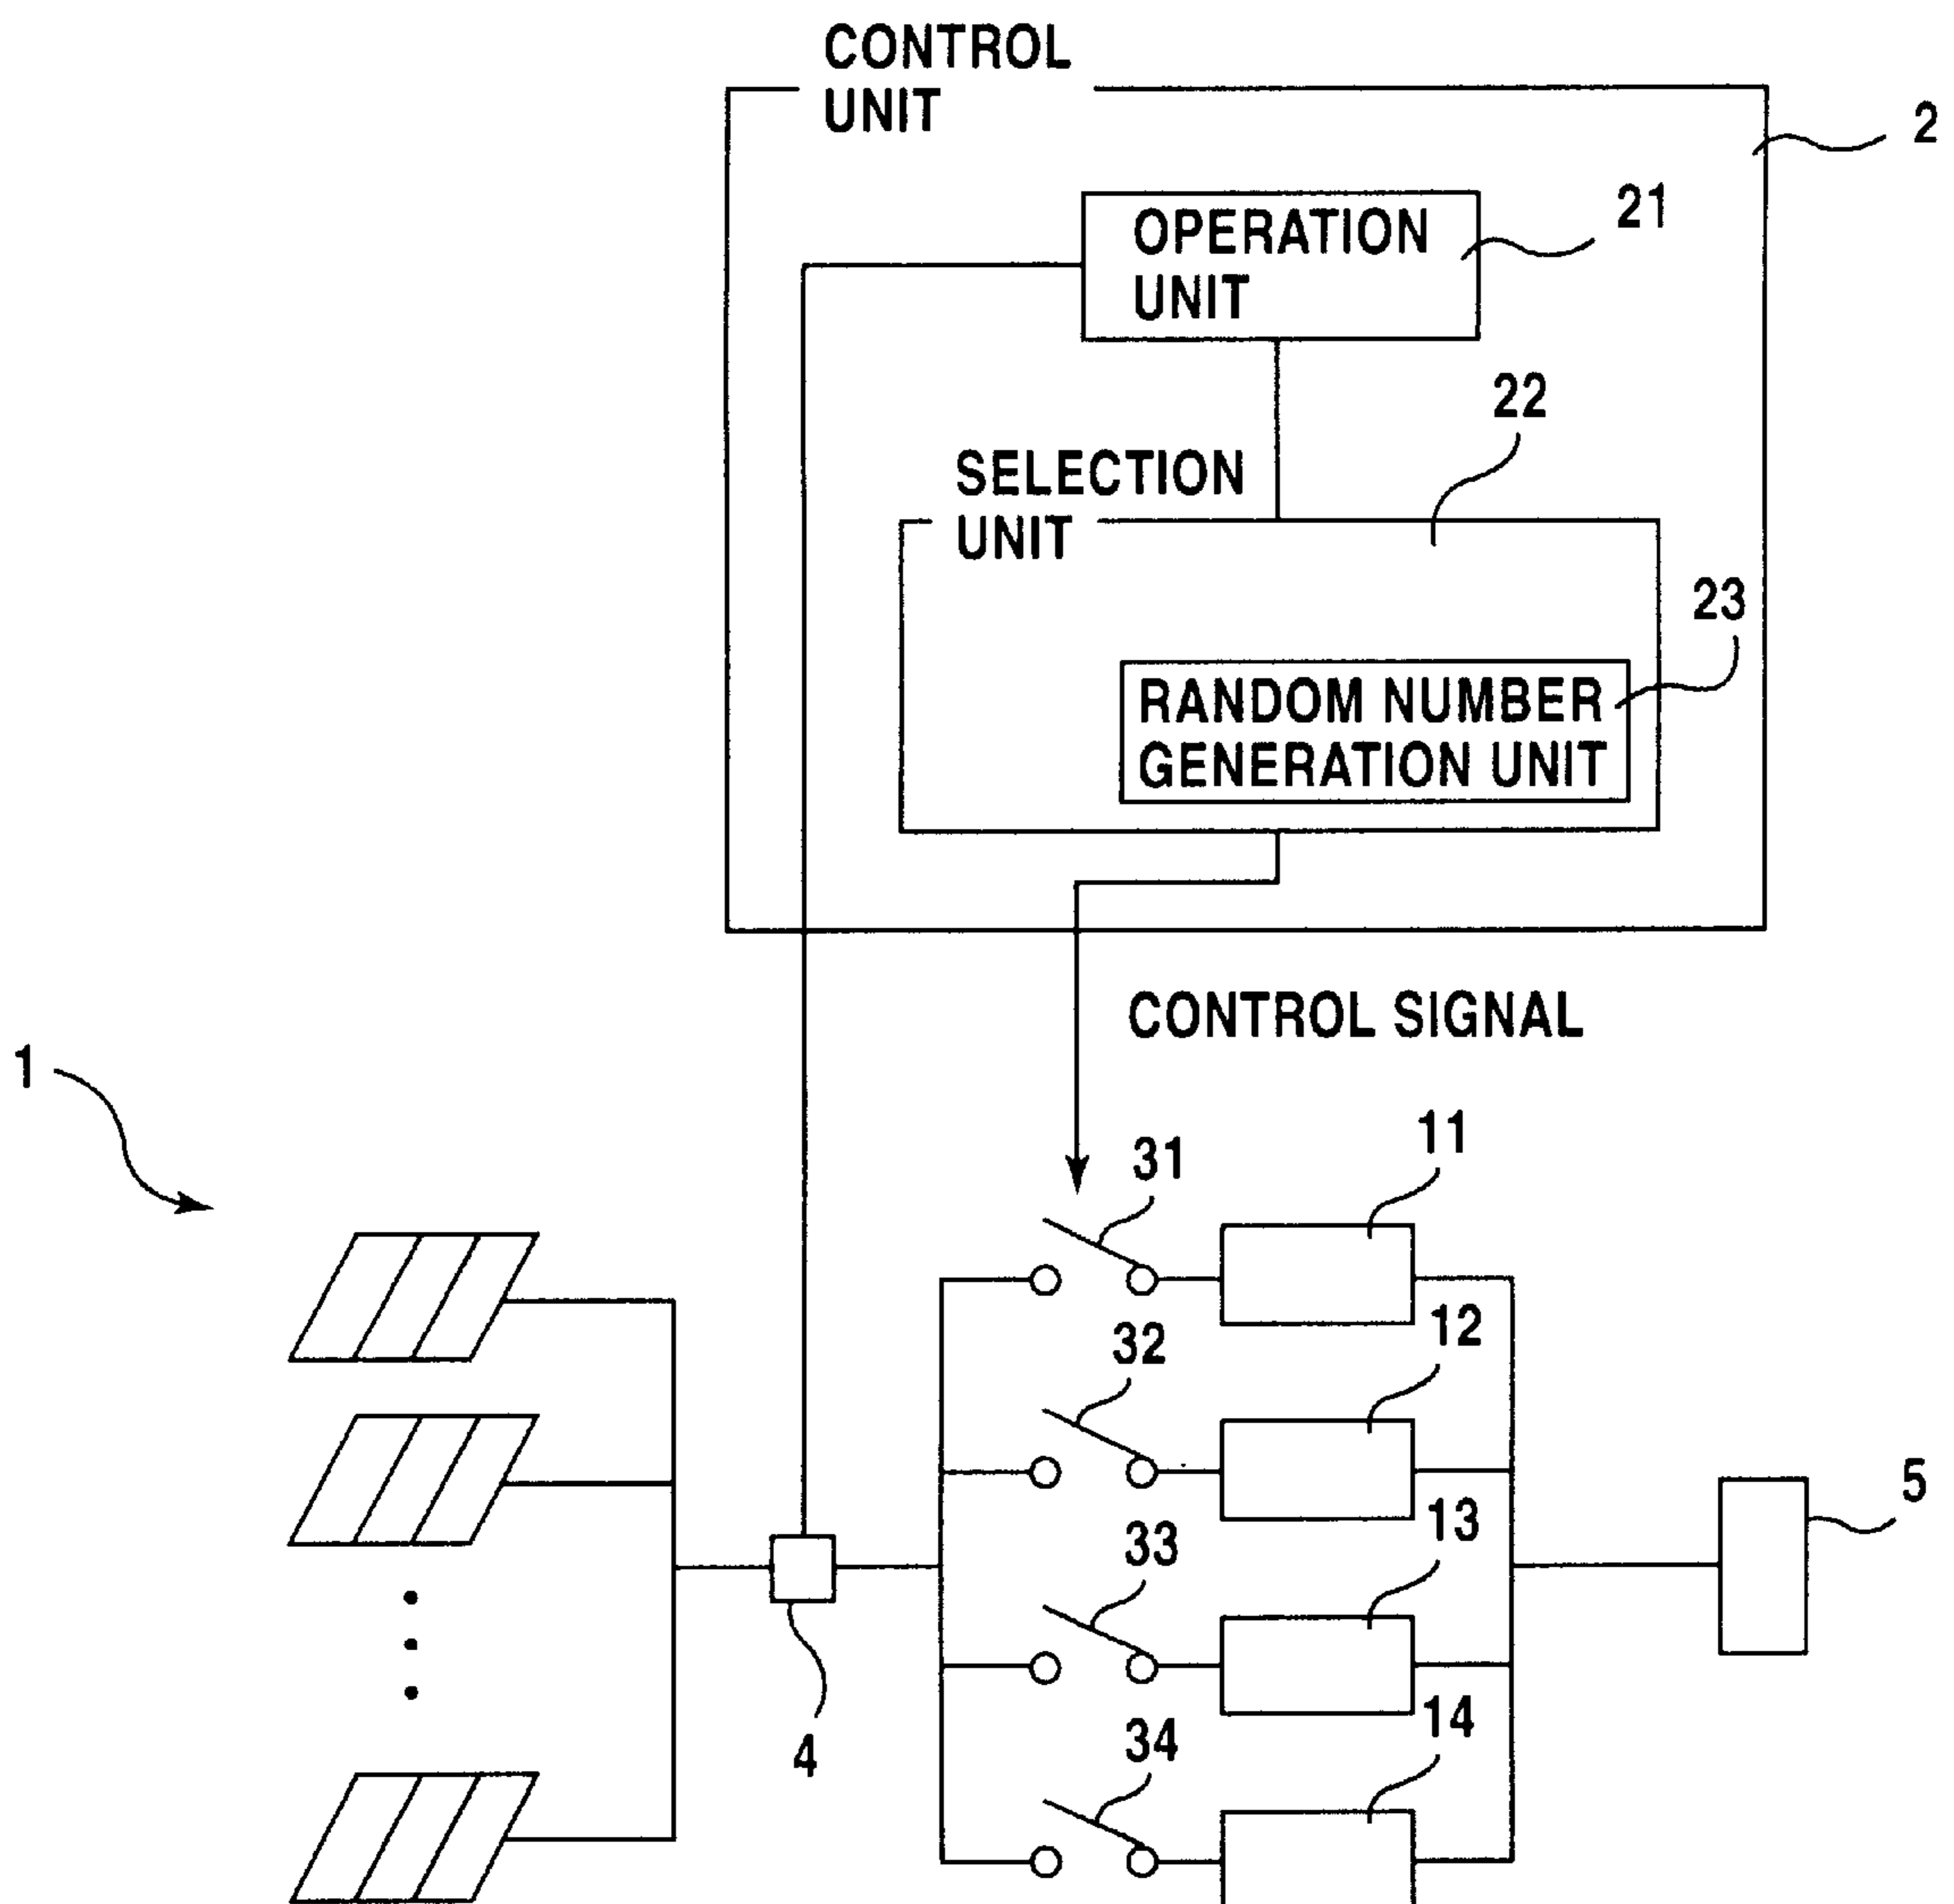 CONTROL
UNIT
2
OPERATION
UNIT
21
22
SELECTION
UNIT
23
RANDOM NUMBER
GENERATION UNIT
CONTROL SIGNAL
1
31
11
32
12
33
13
5
34
14
4